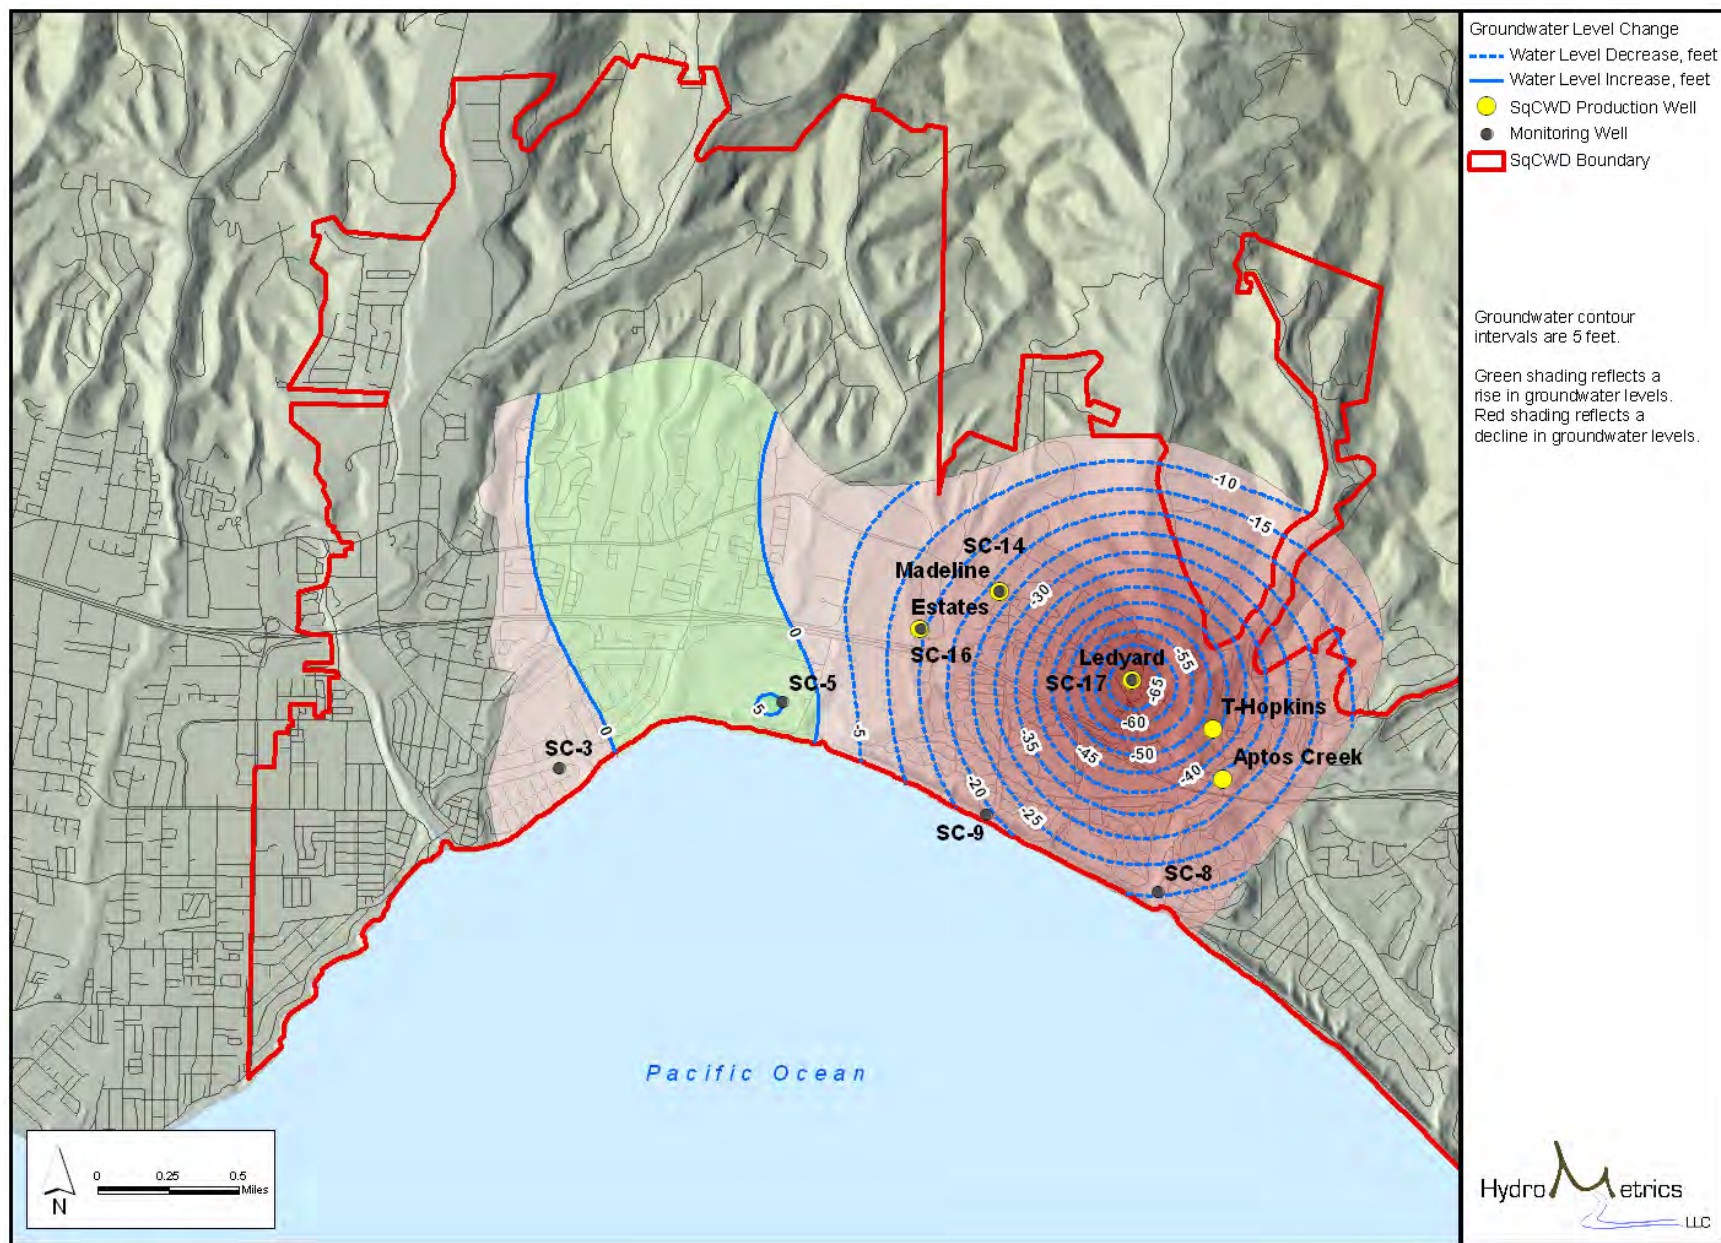 Groundwater Level Change
Water Level Decrease, feet
Water Level Increase, feet
SqCWD Production Well
Monitoring Well
SqCWD Boundary
Groundwater contour
intervals are 5 feet.
Green shading reflects a
rise in groundwater levels.
Red shading reflects a
decline in groundwater levels.
-10
-15
SC-14
Madeline
-30
Estates
0
SC-16
Ledyard
-55
SC-17
SC-5
-65
5
T-Hopkins
0
-5
-60
-35
-50
SC-3
-45
Aptos Creek
-40
-20
-25
SC-9
SC-8
Pacific Ocean
0
0.25
0.5
Miles
N
HydroMetrics
LLC